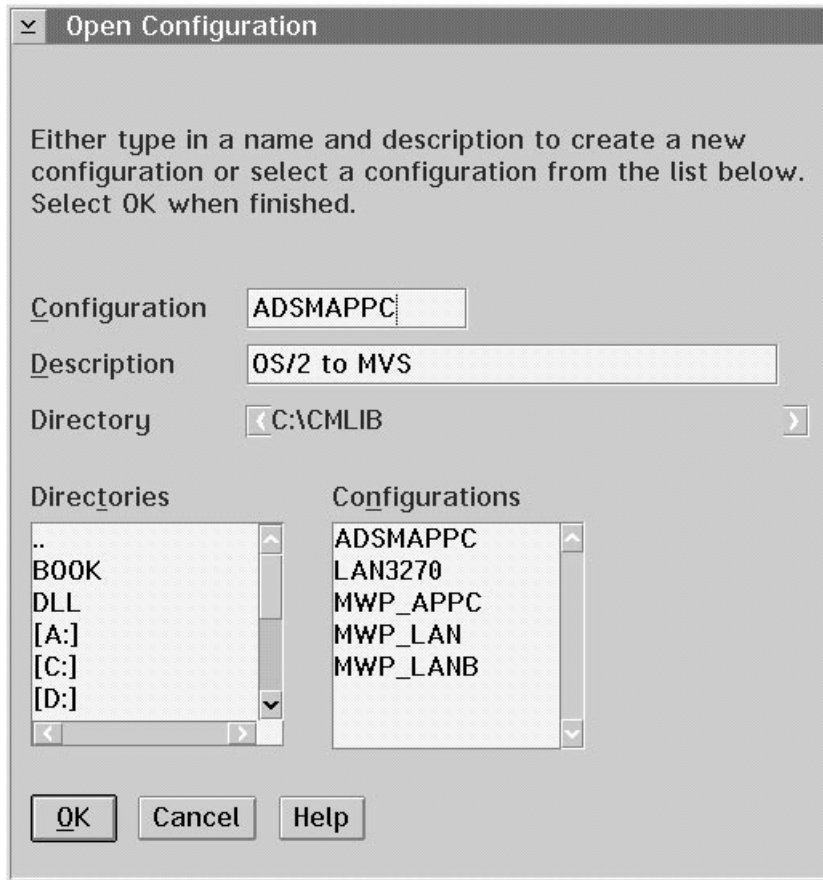 Open Configuration
Either type in a name and description to create a new
configuration or select a configuration from the list below.
Select OK when finished.
Configuration ADSMAPPC
Description OS/2 to MVS
Directory C:\CMLIB
Directories
..
BOOK
DLL
[A:]
[C:]
[D:]
Configurations
ADSMAPPC
LAN3270
MWP_APPC
MWP_LAN
MWP_LANB
OK Cancel Help